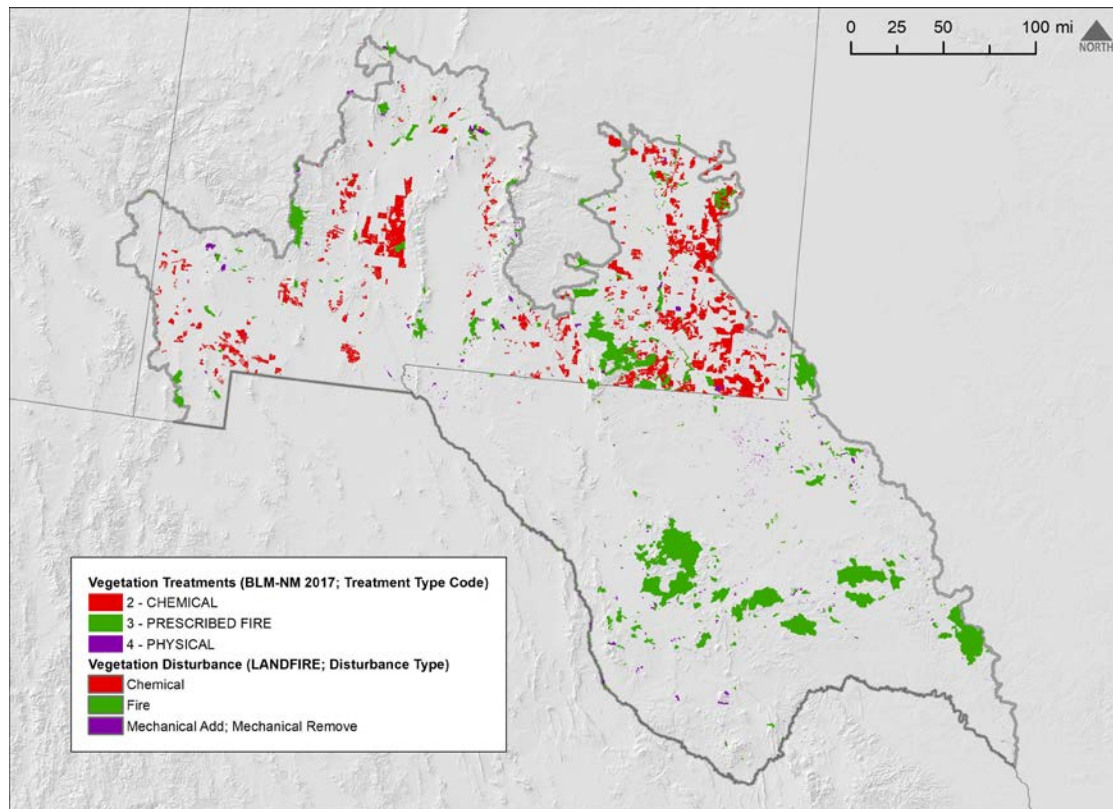 0 25 50 100 mi
NORTH
Vegetation Treatments (BLM-NM 2017; Treatment Type Code)
2 - CHEMICAL
3 - PRESCRIBED FIRE
4 - PHYSICAL
Vegetation Disturbance (LANDFIRE; Disturbance Type)
Chemical
Fire
Mechanical Add; Mechanical Remove